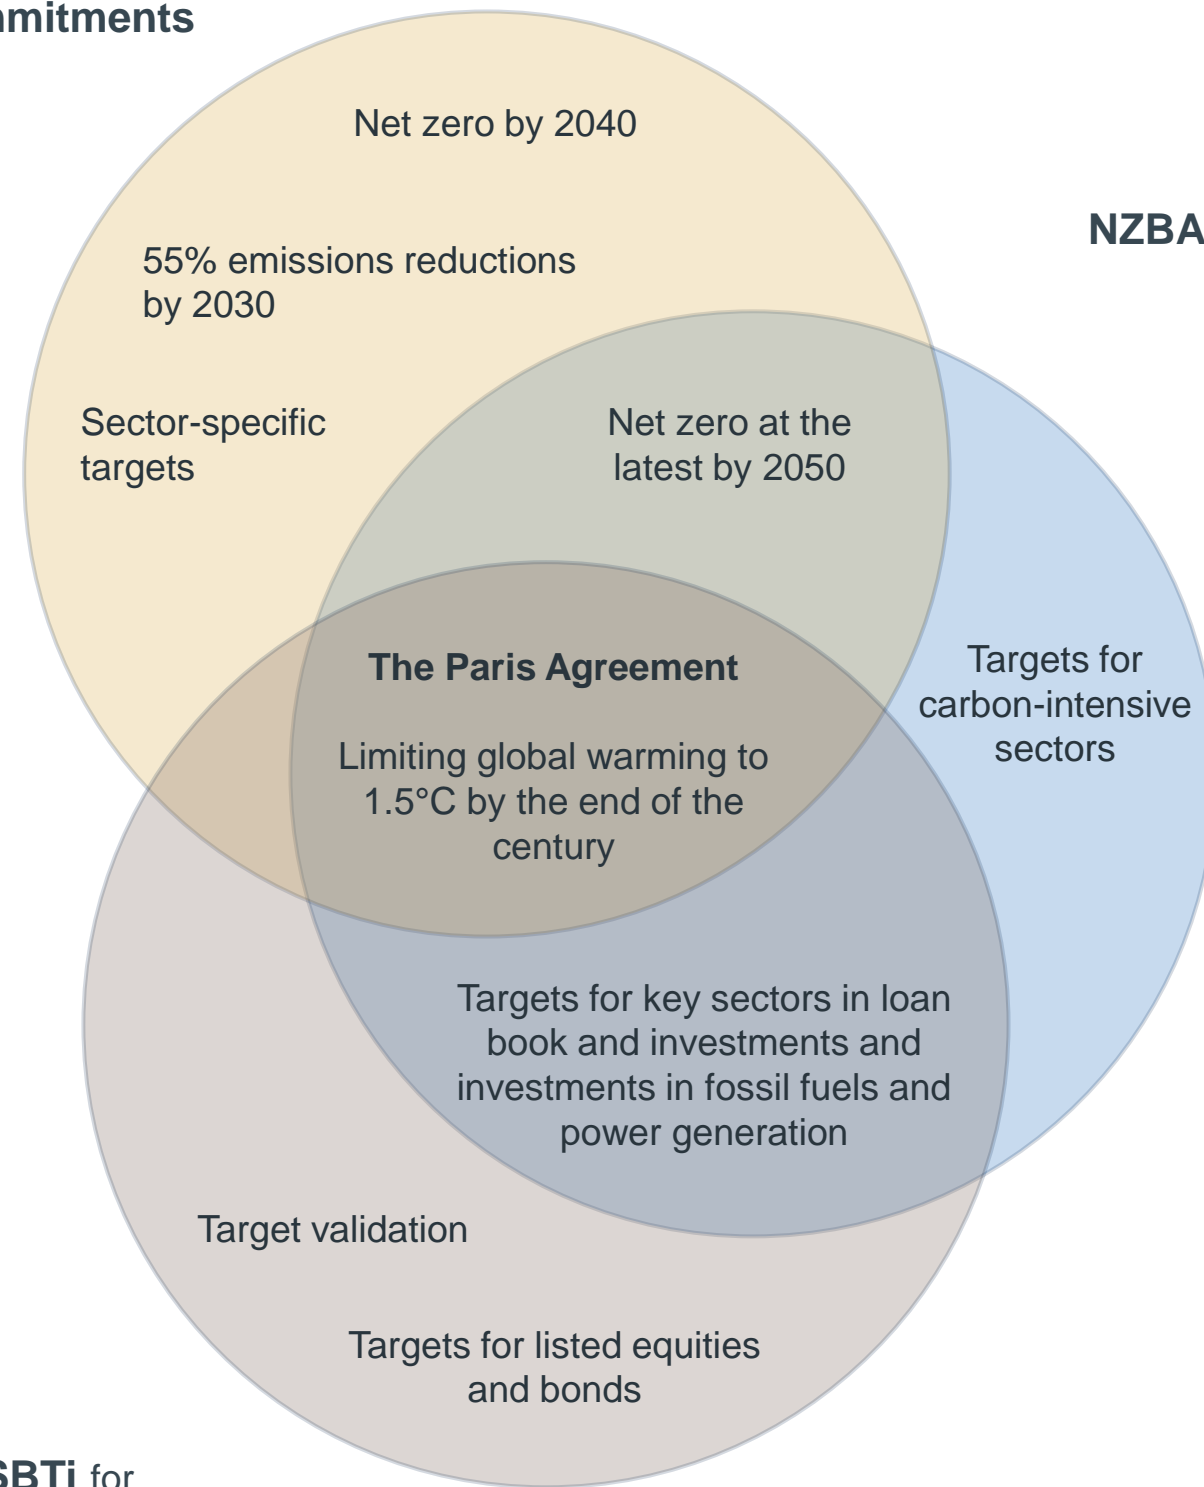 mmitments
Net zero by 2040
NZBA
55% emissions reductions
by 2030
Sector-specific
targets
Net zero at the
latest by 2050
The Paris Agreement
Limiting global warming to
1.5°C by the end of the
century
Targets for
carbon-intensive
sectors
Targets for key sectors in loan
book and investments and
investments in fossil fuels and
power generation
Target validation
Targets for listed equities
and bonds
SBTi for